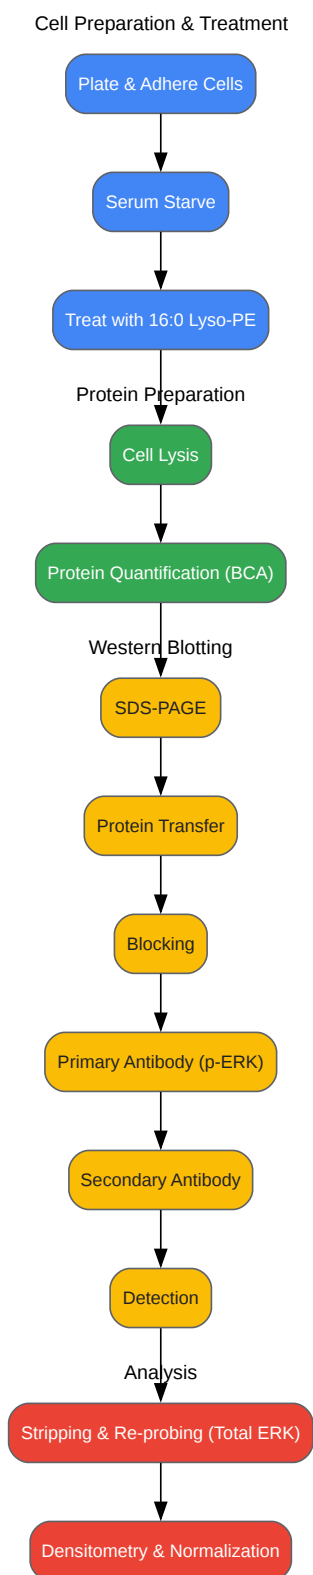 Cell Preparation & Treatment
Plate & Adhere Cells
Serum Starve
Treat with 16:0 Lyso-PE
Protein Preparation
Cell Lysis
Protein Quantification (BCA)
Western Blotting
SDS-PAGE
Protein Transfer
Blocking
Primary Antibody (p-ERK)
Secondary Antibody
Detection
Analysis
Stripping & Re-probing (Total ERK)
Densitometry & Normalization